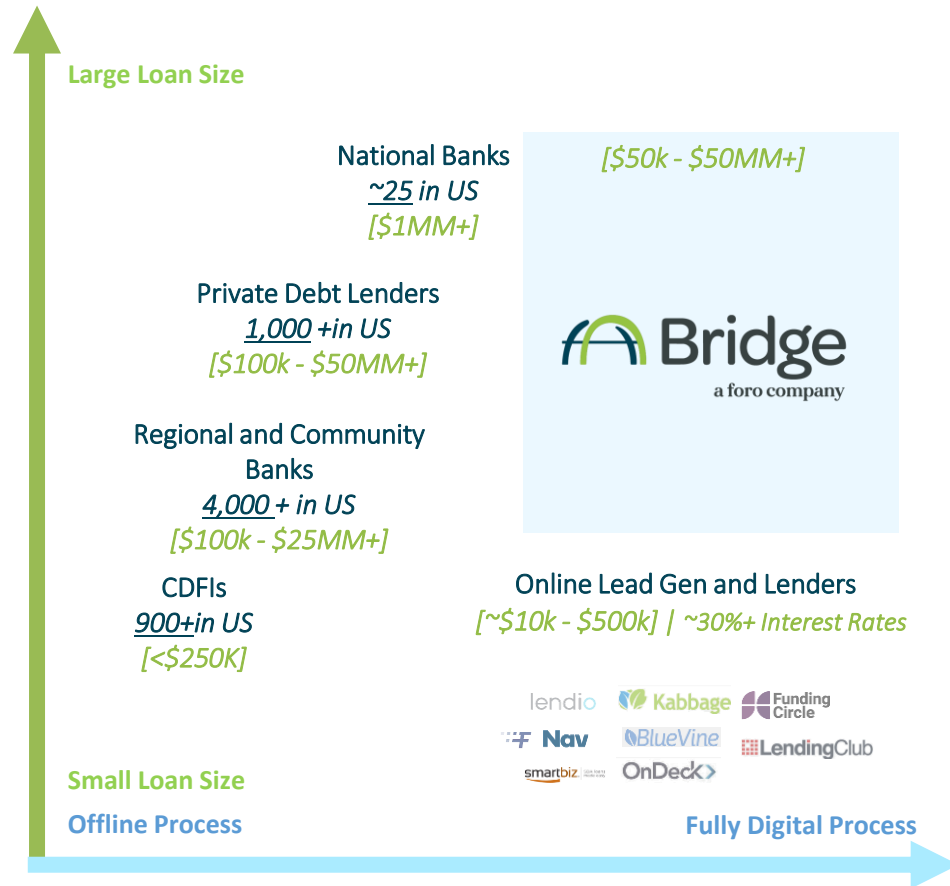 Large Loan Size
National Banks
~25 in US
[$1MM+]
[$50k - $50MM+]
Private Debt Lenders
1,000 +in US
[$100k - $50MM+]
Bridge
a foro company
Regional and Community
Banks
4,000 + in US
[$100k - $25MM+]
CDFIs
900+in US
[<$250K]
Online Lead Gen and Lenders
[~$10k - $500k] | ~30%+ Interest Rates
lendio
Kabbage
Funding
Circle
Nav
BlueVine
LendingClub
smartbiz
OnDeck
Small Loan Size
Offline Process
Fully Digital Process